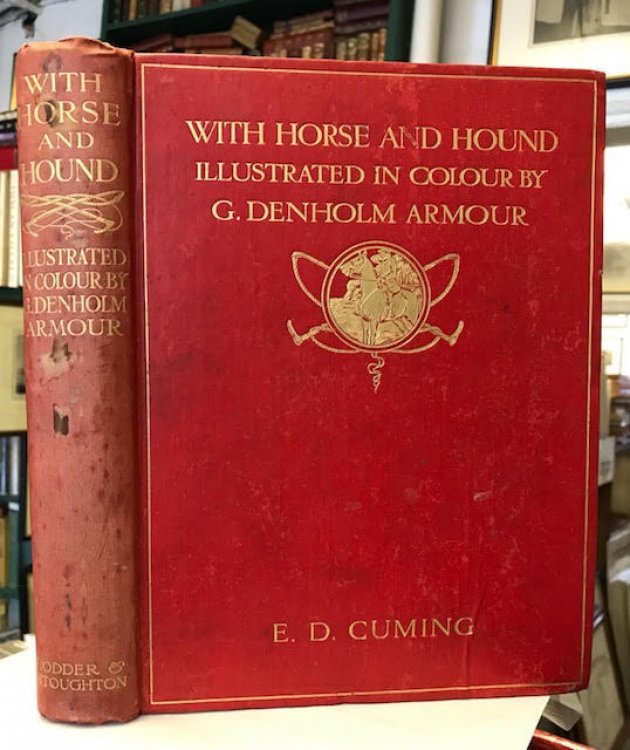 WITH
HORSE
AND
HOUND
ILLUSTRATED
IN COLOUR BY
G. DENHOLM
ARMOUR
HODDER &
STOUGHTON
WITH HORSE AND HOUND
ILLUSTRATED IN COLOUR BY
G. DENHOLM ARMOUR
E. D. CUMING